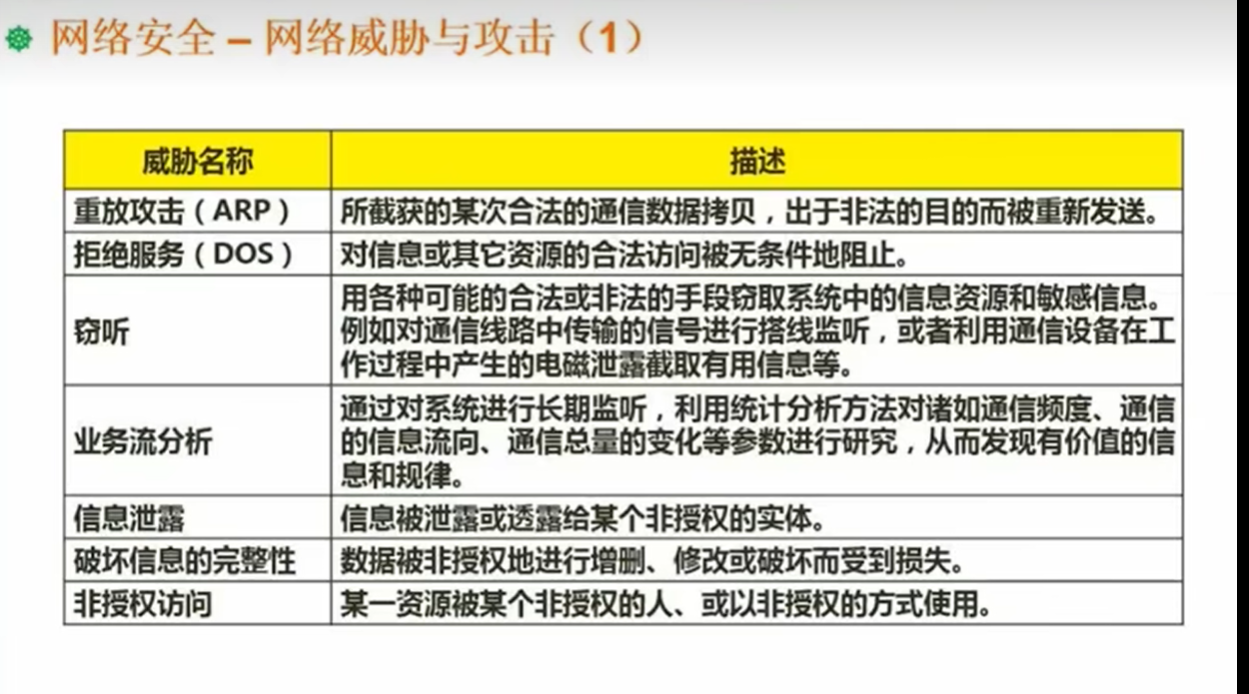 网络安全 – 网络威胁与攻击（1）
威胁名称 描述
重放攻击（ARP） 所截获的某次合法的通信数据拷贝，出于非法的目的而被重新发送。
拒绝服务（DOS） 对信息或其它资源的合法访问被无条件地阻止。
窃听
用各种可能的合法或非法的手段窃取系统中的信息资源和敏感信息。
例如对通信线路中传输的信号进行搭线监听，或者利用通信设备在工
作过程中产生的电磁泄露截取有用信息等。
业务流分析
通过对系统进行长期监听，利用统计分析方法对诸如通信频度、通信
的信息流向、通信总量的变化等参数进行研究，从而发现有价值的信
息和规律。
信息泄露 信息被泄露或透露给某个非授权的实体。
破坏信息的完整性 数据被非授权地进行增删、修改或破坏而受到损失。
非授权访问 某一资源被某个非授权的人、或以非授权的方式使用。